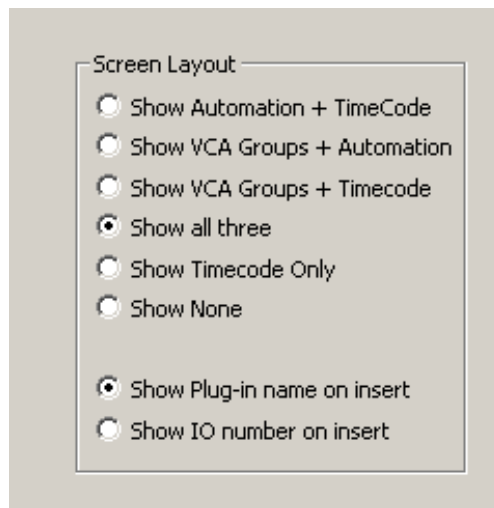 Screen Layout
Show Automation + TimeCode
Show VCA Groups + Automation
Show VCA Groups + Timecode
Show all three
Show Timecode Only
Show None
Show Plug-in name on insert
Show IO number on insert